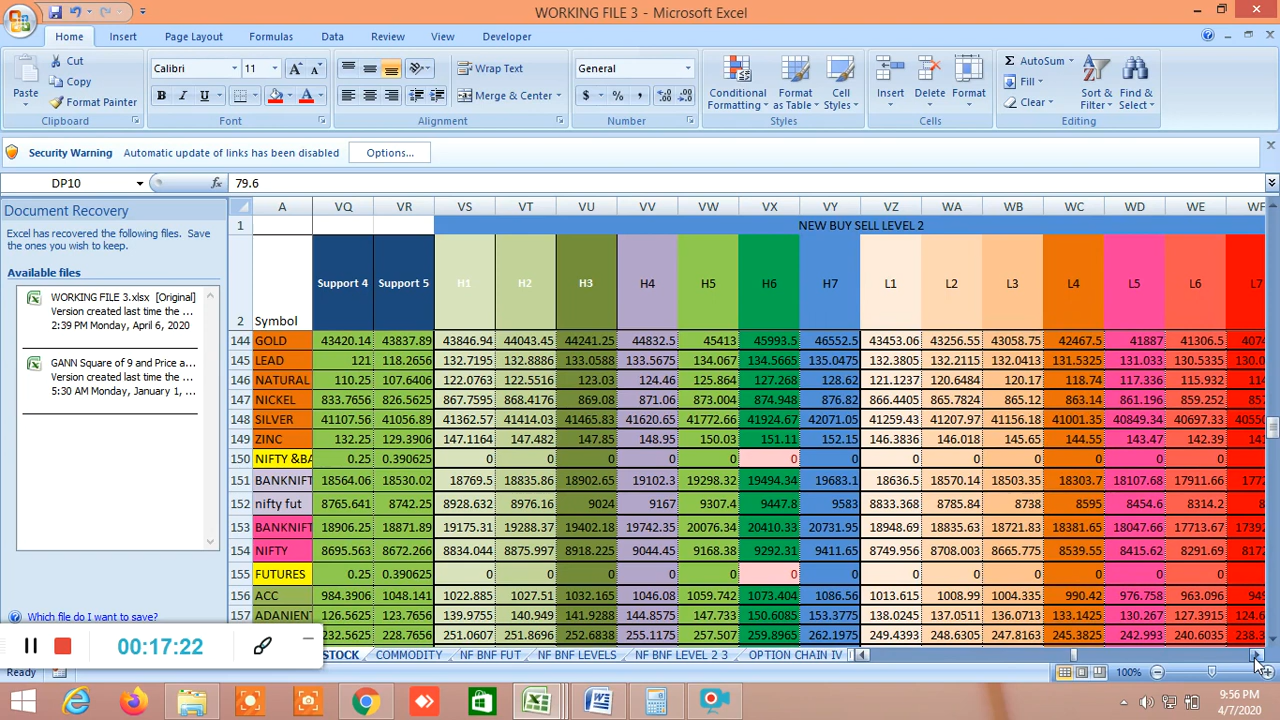 WORKING FILE 3 - Microsoft Excel
Home Insert Page Layout Formulas Data Review View Developer
Cut
Copy
Format Painter
Paste
Clipboard
Calibri 11
B I U
Font
Wrap Text
Merge & Center
Alignment
General
$ % ,
Number
Conditional Formatting
Format as Table
Cell Styles
Styles
Insert Delete Format
Cells
Σ AutoSum
Fill
Clear
Sort & Filter
Find & Select
Editing
Security Warning Automatic update of links has been disabled Options...
DP10 fx 79.6
Document Recovery
Excel has recovered the following files. Save the ones you wish to keep.
Available files
WORKING FILE 3.xlsx [Original]
Version created last time the ...
2:39 PM Monday, April 6, 2020
GANN Square of 9 and Price a...
Version created last time the ...
5:30 AM Monday, January 1, ...
Which file do I want to save?
A VQ VR VS VT VU VV VW VX VY VZ WA WB WC WD WE WF
1 NEW BUY SELL LEVEL 2
2 Symbol Support 4 Support 5 H1 H2 H3 H4 H5 H6 H7 L1 L2 L3 L4 L5 L6 L7
144 GOLD 43420.14 43837.89 43846.94 44043.45 44241.25 44832.5 45413 45993.5 46552.5 43453.06 43256.55 43058.75 42467.5 41887 41306.5
145 LEAD 121 118.2656 132.7195 132.8886 133.0588 133.5675 134.067 134.5665 135.0475 132.3805 132.2115 132.0413 131.5325 131.033 130.5335
146 NATURAL 110.25 107.6406 122.0763 122.5516 123.03 124.46 125.864 127.268 128.62 121.1237 120.6484 120.17 118.74 117.336 115.932
147 NICKEL 833.7656 826.5625 867.7595 868.4176 869.08 871.06 873.004 874.948 876.82 866.4405 865.7824 865.12 863.14 861.196 859.252
148 SILVER 41107.56 41056.89 41362.57 41414.03 41465.83 41620.65 41772.66 41924.67 42071.05 41259.43 41207.97 41156.18 41001.35 40849.34 40697.33
149 ZINC 132.25 129.3906 147.1164 147.482 147.85 148.95 150.03 151.11 152.15 146.3836 146.018 145.65 144.55 143.47 142.39
150 NIFTY &BA 0.25 0.390625 0 0 0 0 0 0 0 0 0 0 0 0 0
151 BANKNIFT 18564.06 18530.02 18769.5 18835.86 18902.65 19102.3 19298.32 19494.34 19683.1 18636.5 18570.14 18503.35 18303.7 18107.68 17911.66
152 nifty fut 8765.641 8742.25 8928.632 8976.16 9024 9167 9307.4 9447.8 9583 8833.368 8785.84 8738 8595 8454.6 8314.2
153 BANKNIFT 18906.25 18871.89 19175.31 19288.37 19402.18 19742.35 20076.34 20410.33 20731.95 18948.69 18835.63 18721.83 18381.65 18047.66 17713.67 17392
154 NIFTY 8695.563 8672.266 8834.044 8875.997 8918.225 9044.45 9168.38 9292.31 9411.65 8749.956 8708.003 8665.775 8539.55 8415.62 8291.69
155 FUTURES 0.25 0.390625 0 0 0 0 0 0 0 0 0 0 0 0 0
156 ACC 984.3906 1048.141 1022.885 1027.51 1032.165 1046.08 1059.742 1073.404 1086.56 1013.615 1008.99 1004.335 990.42 976.758 963.096
157 ADANIENT 126.5625 123.7656 139.9755 140.949 141.9288 144.8575 147.733 150.6085 153.3775 138.0245 137.0511 136.0713 133.1425 130.267 127.3915
232.5625 228.7656 251.0607 251.8696 252.6838 255.1175 257.507 259.8965 262.1975 249.4393 248.6305 247.8163 245.3825 242.993 240.6035
00:17:22
STOCK COMMODITY NF BNF FUT NF BNF LEVELS NF BNF LEVEL 2 3 OPTION CHAIN IV
Ready 100%
9:56 PM
4/7/2020